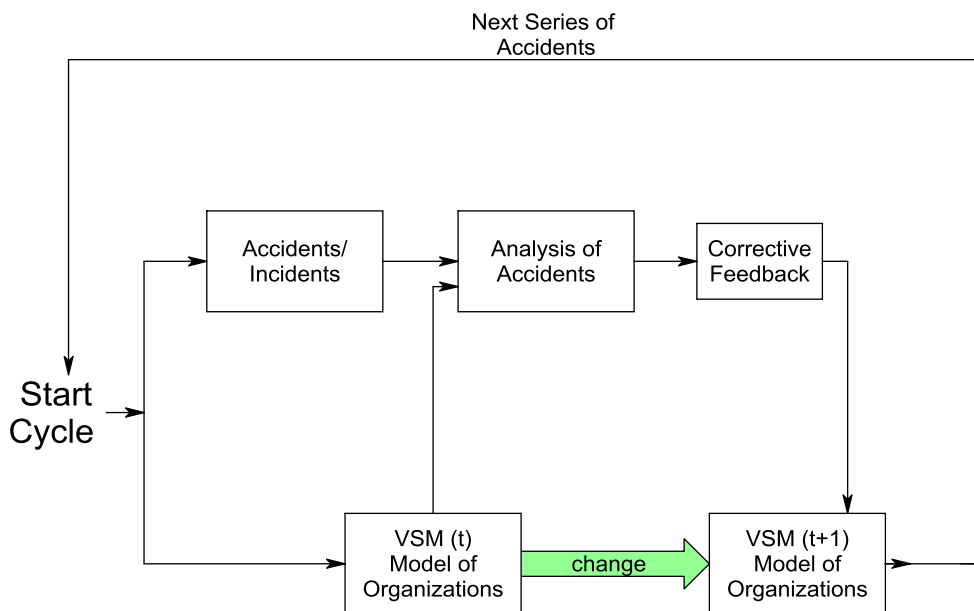 Next Series of
Accidents
Accidents/
Incidents
Analysis of
Accidents
Corrective
Feedback
Start
Cycle
VSM (t)
Model of
Organizations
change
VSM (t+1)
Model of
Organizations